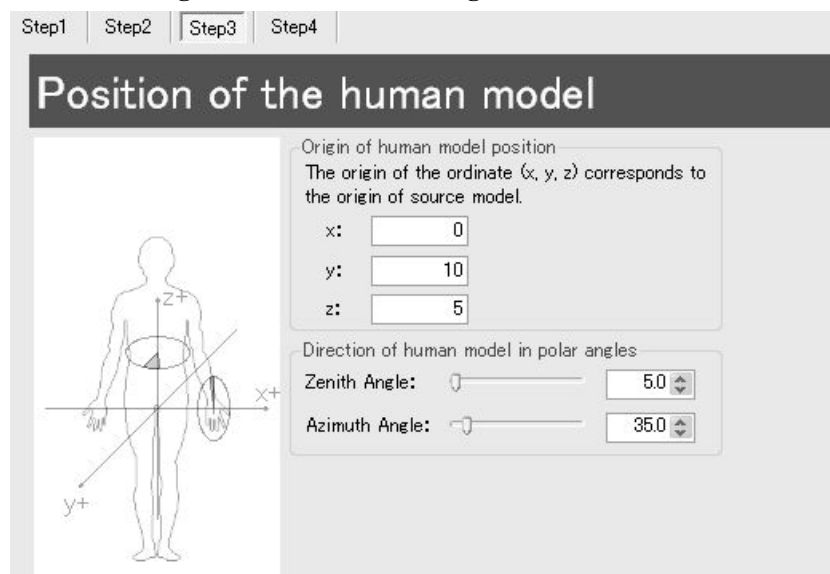 Step1 Step2 Step3 Step4
Position of the human model
Origin of human model position
The origin of the ordinate (x, y, z) corresponds to
the origin of source model.
x: 0
y: 10
z: 5
Direction of human model in polar angles
Zenith Angle: 5.0
Azimuth Angle: 35.0
z+
x+
y+